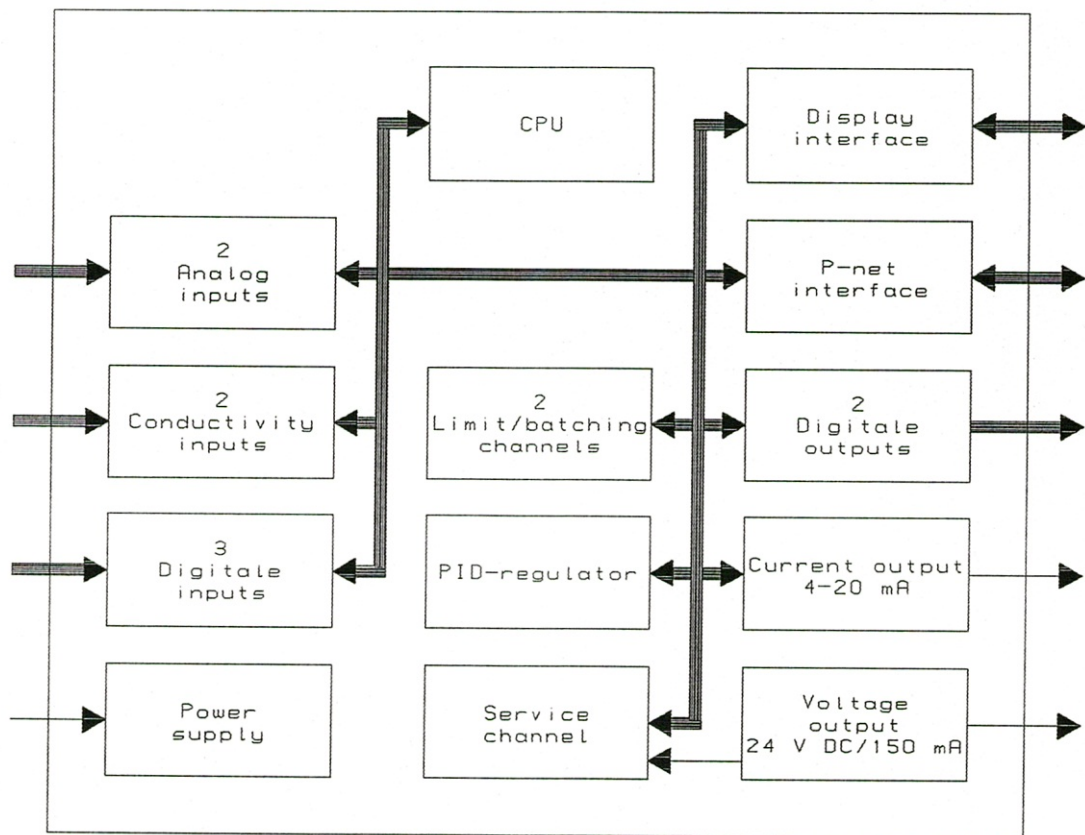 CPU
Display
interface
2
Analog
inputs
P-net
interface
2
Conductivity
inputs
2
Limit/batching
channels
2
Digitale
outputs
3
Digitale
inputs
PID-regulator
Current output
4-20 mA
Power
supply
Service
channel
Voltage
output
24 V DC/150 mA